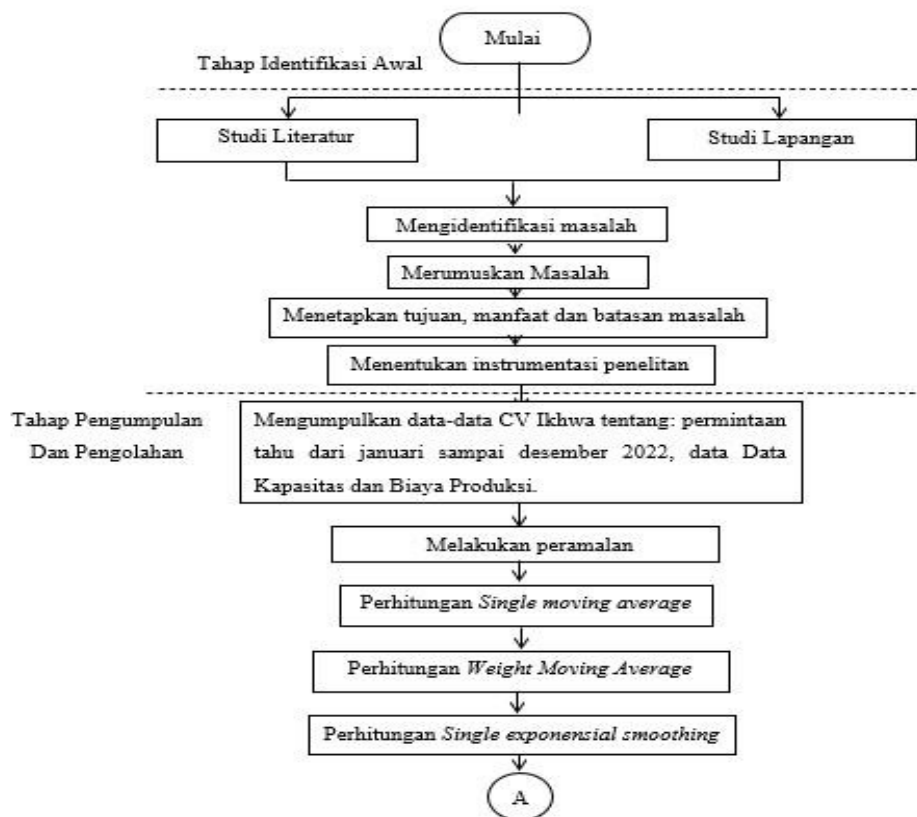 Mulai
Tahap Identifikasi Awal
Studi Literatur
Studi Lapangan
Mengidentifikasi masalah
Merumuskan Masalah
Menetapkan tujuan, manfaat dan batasan masalah
Menentukan instrumentasi penelitan
Tahap Pengumpulan
Dan Pengolahan
Mengumpulkan data-data CV Ikhwa tentang: permintaan
tahu dari januari sampai desember 2022, data Data
Kapasitas dan Biaya Produksi.
Melakukan peramalan
Perhitungan Single moving average
Perhitungan Weight Moving Average
Perhitungan Single exponensial smoothing
A